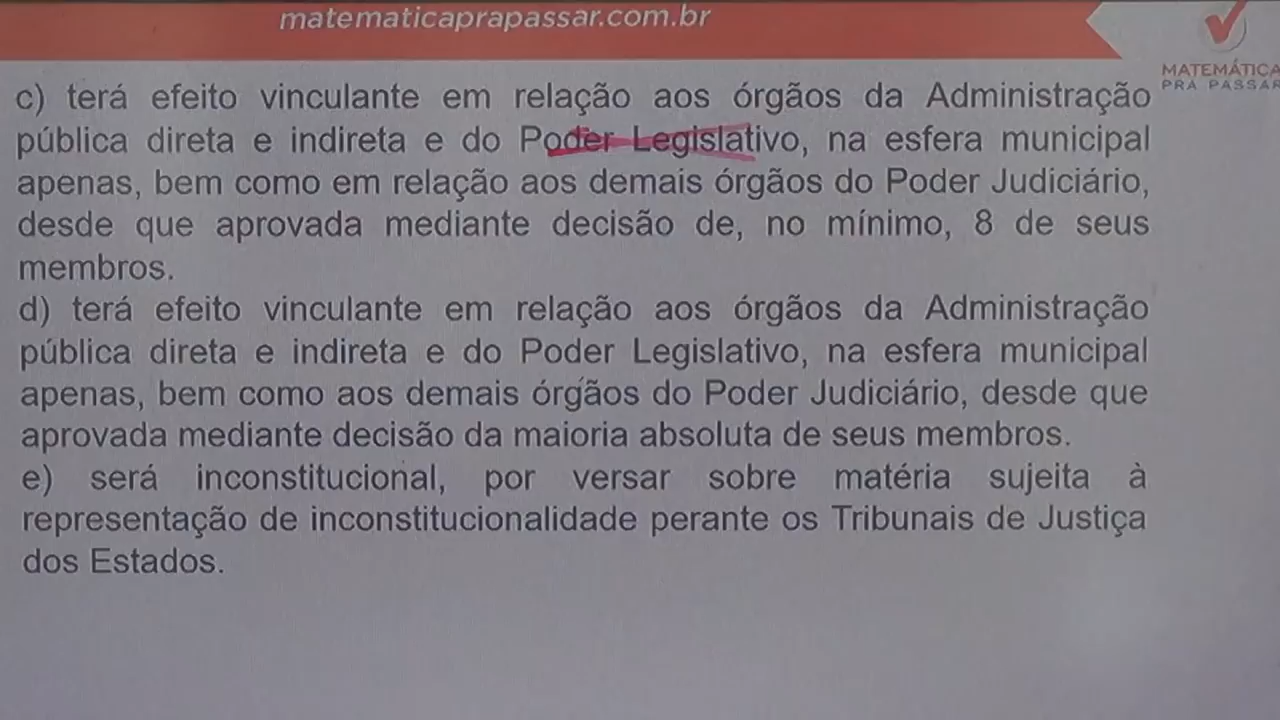 matematicaprapassar.com.br
MATEMÁTICA
PRA PASSAR
c) terá efeito vinculante em relação aos órgãos da Administração
pública direta e indireta e do Poder Legislativo, na esfera municipal
apenas, bem como em relação aos demais órgãos do Poder Judiciário,
desde que aprovada mediante decisão de, no mínimo, 8 de seus
membros.
d) terá efeito vinculante em relação aos órgãos da Administração
pública direta e indireta e do Poder Legislativo, na esfera municipal
apenas, bem como aos demais órgãos do Poder Judiciário, desde que
aprovada mediante decisão da maioria absoluta de seus membros.
e) será inconstitucional, por versar sobre matéria sujeita à
representação de inconstitucionalidade perante os Tribunais de Justiça
dos Estados.